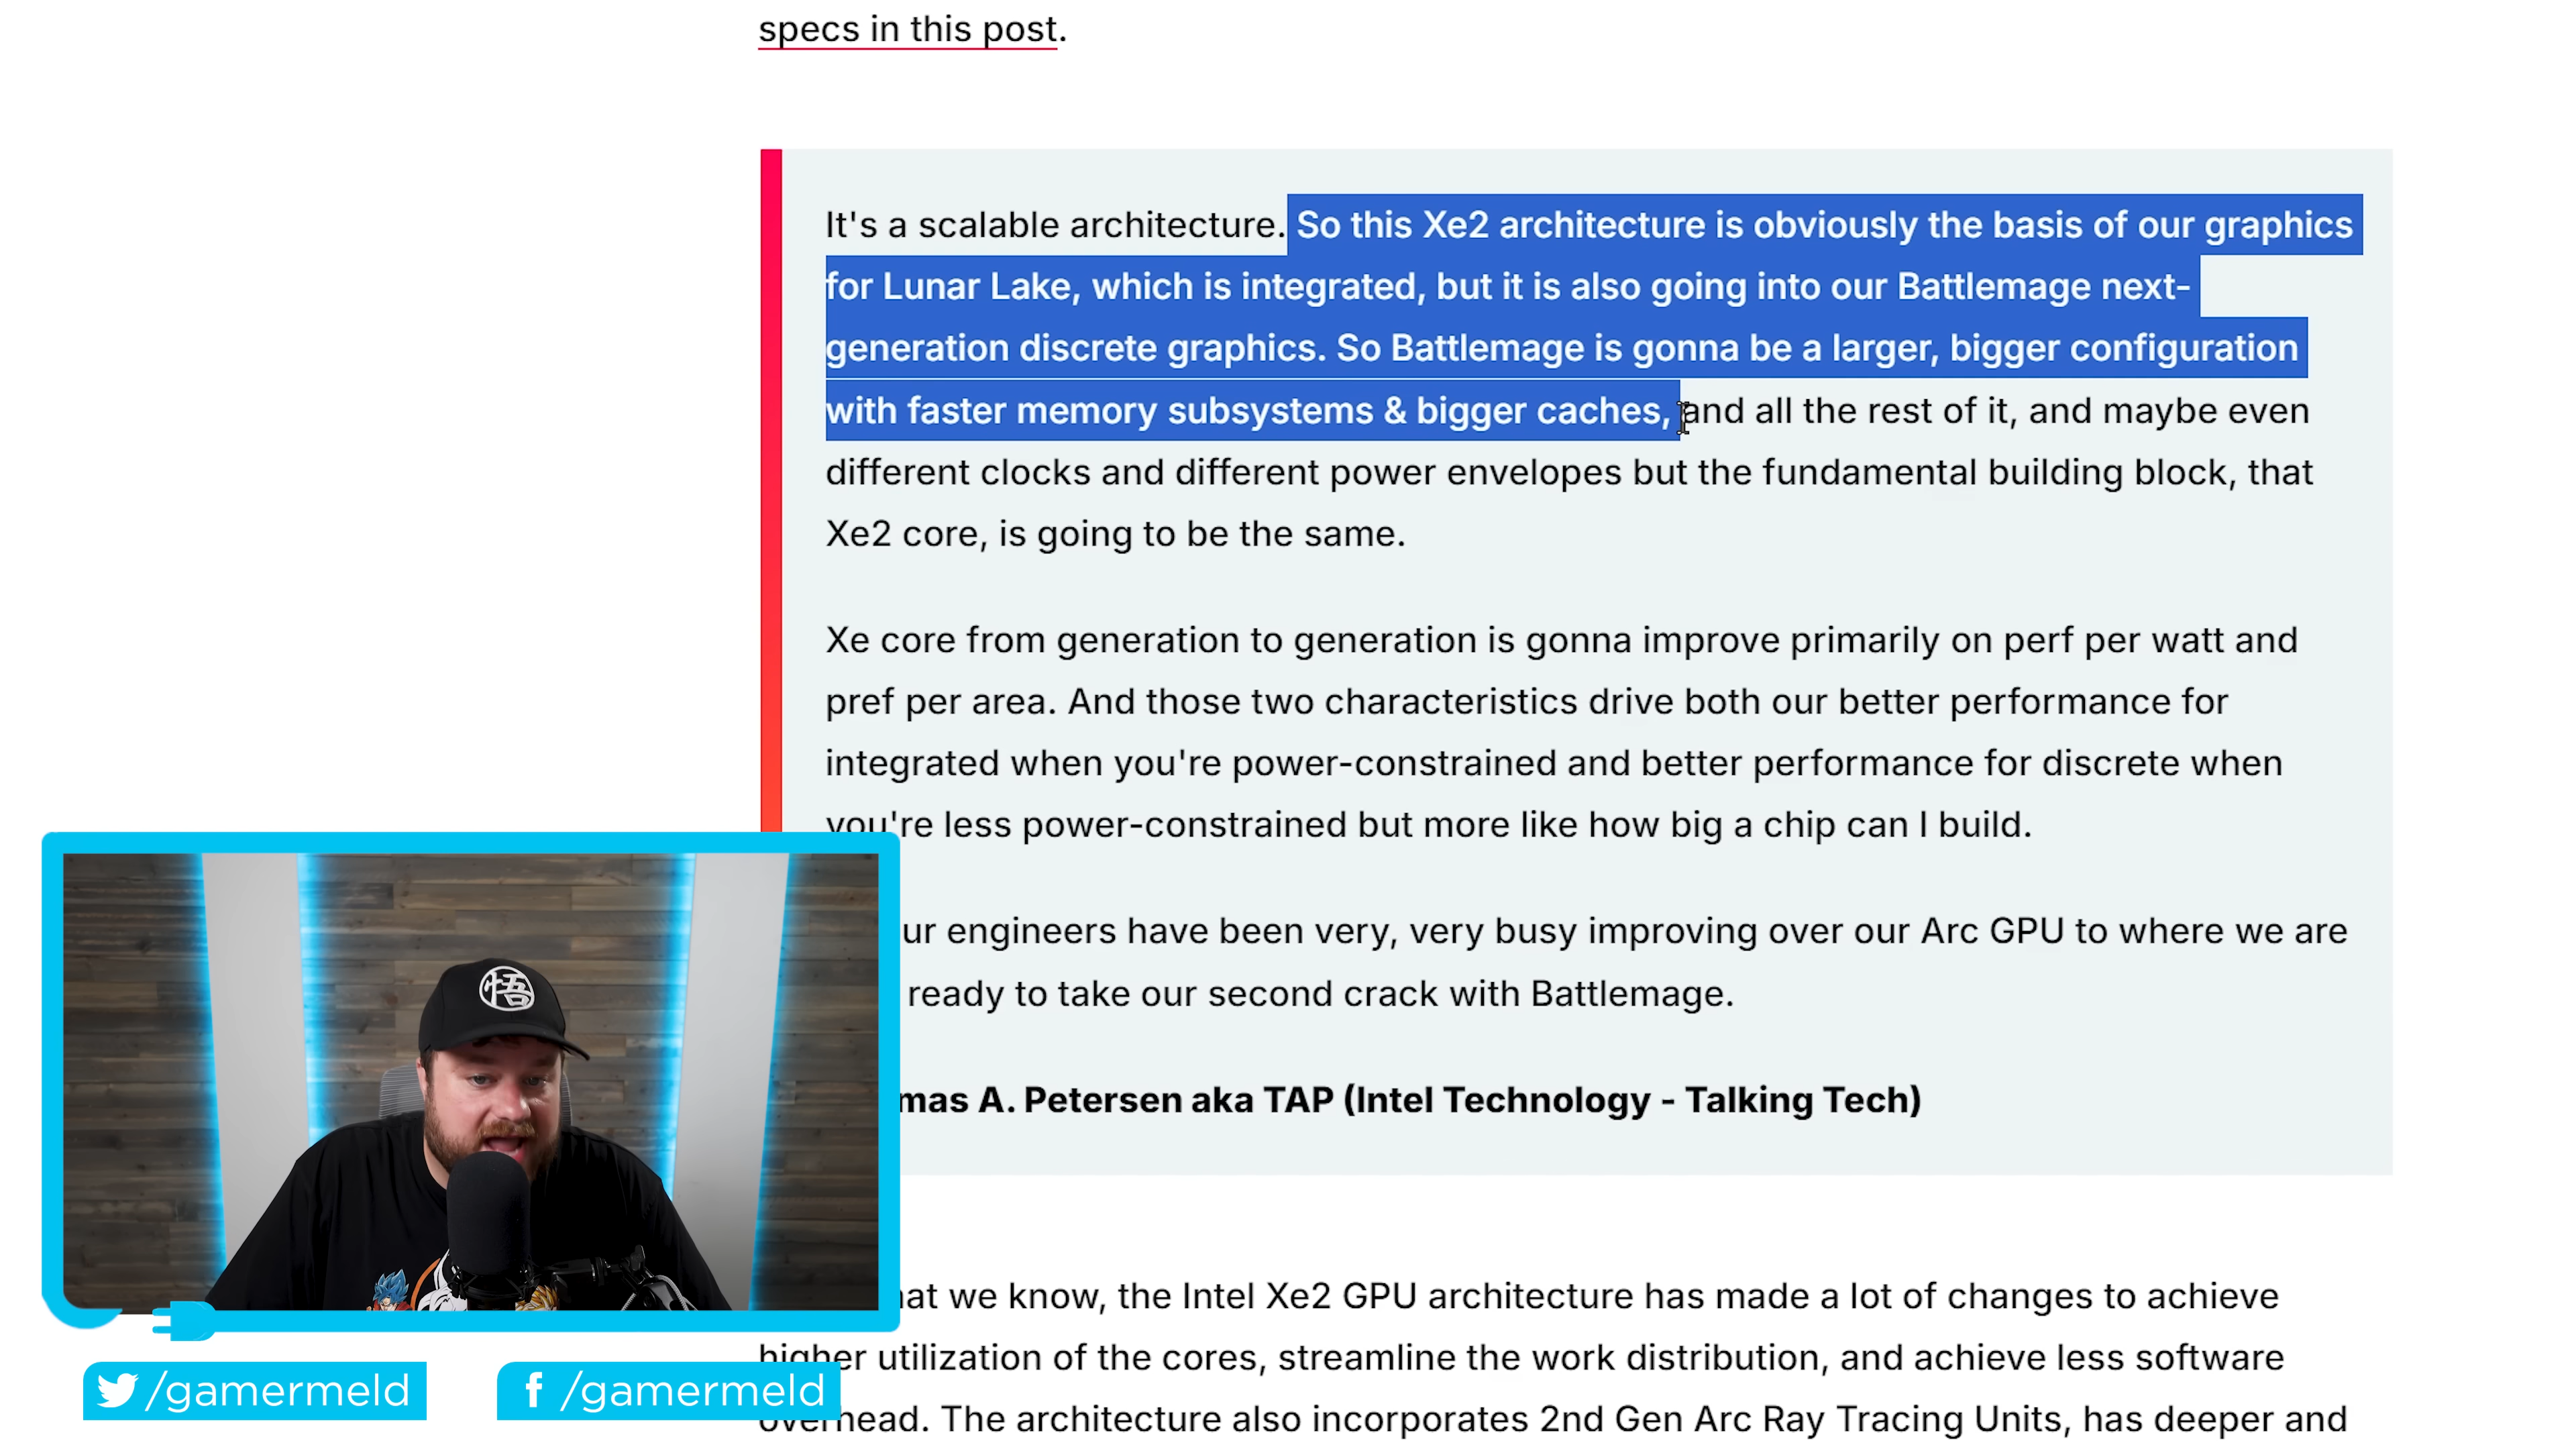 specs in this post.
It's a scalable architecture. So this Xe2 architecture is obviously the basis of our graphics
for Lunar Lake, which is integrated, but it is also going into our Battlemage next-
generation discrete graphics. So Battlemage is gonna be a larger, bigger configuration
with faster memory subsystems & bigger caches, and all the rest of it, and maybe even
different clocks and different power envelopes but the fundamental building block, that
Xe2 core, is going to be the same.
Xe core from generation to generation is gonna improve primarily on perf per watt and
pref per area. And those two characteristics drive both our better performance for
integrated when you're power-constrained and better performance for discrete when
you're less power-constrained but more like how big a chip can I build.
engineers have been very, very busy improving over our Arc GPU to where we are
ready to take our second crack with Battlemage.
A. Petersen aka TAP (Intel Technology - Talking Tech)
we know, the Intel Xe2 GPU architecture has made a lot of changes to achieve
higher utilization of the cores, streamline the work distribution, and achieve less software
overhead. The architecture also incorporates 2nd Gen Arc Ray Tracing Units, has deeper and
悟
/gamermeld
/gamermeld